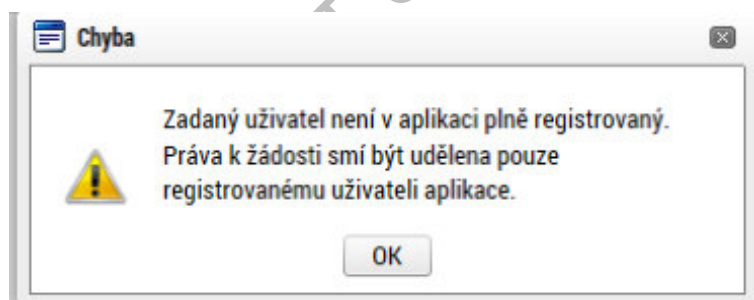 Chyba
Zadaný uživatel není v aplikaci plně registrovaný.
Práva k žádosti smí být udělena pouze
registrovanému uživateli aplikace.
OK